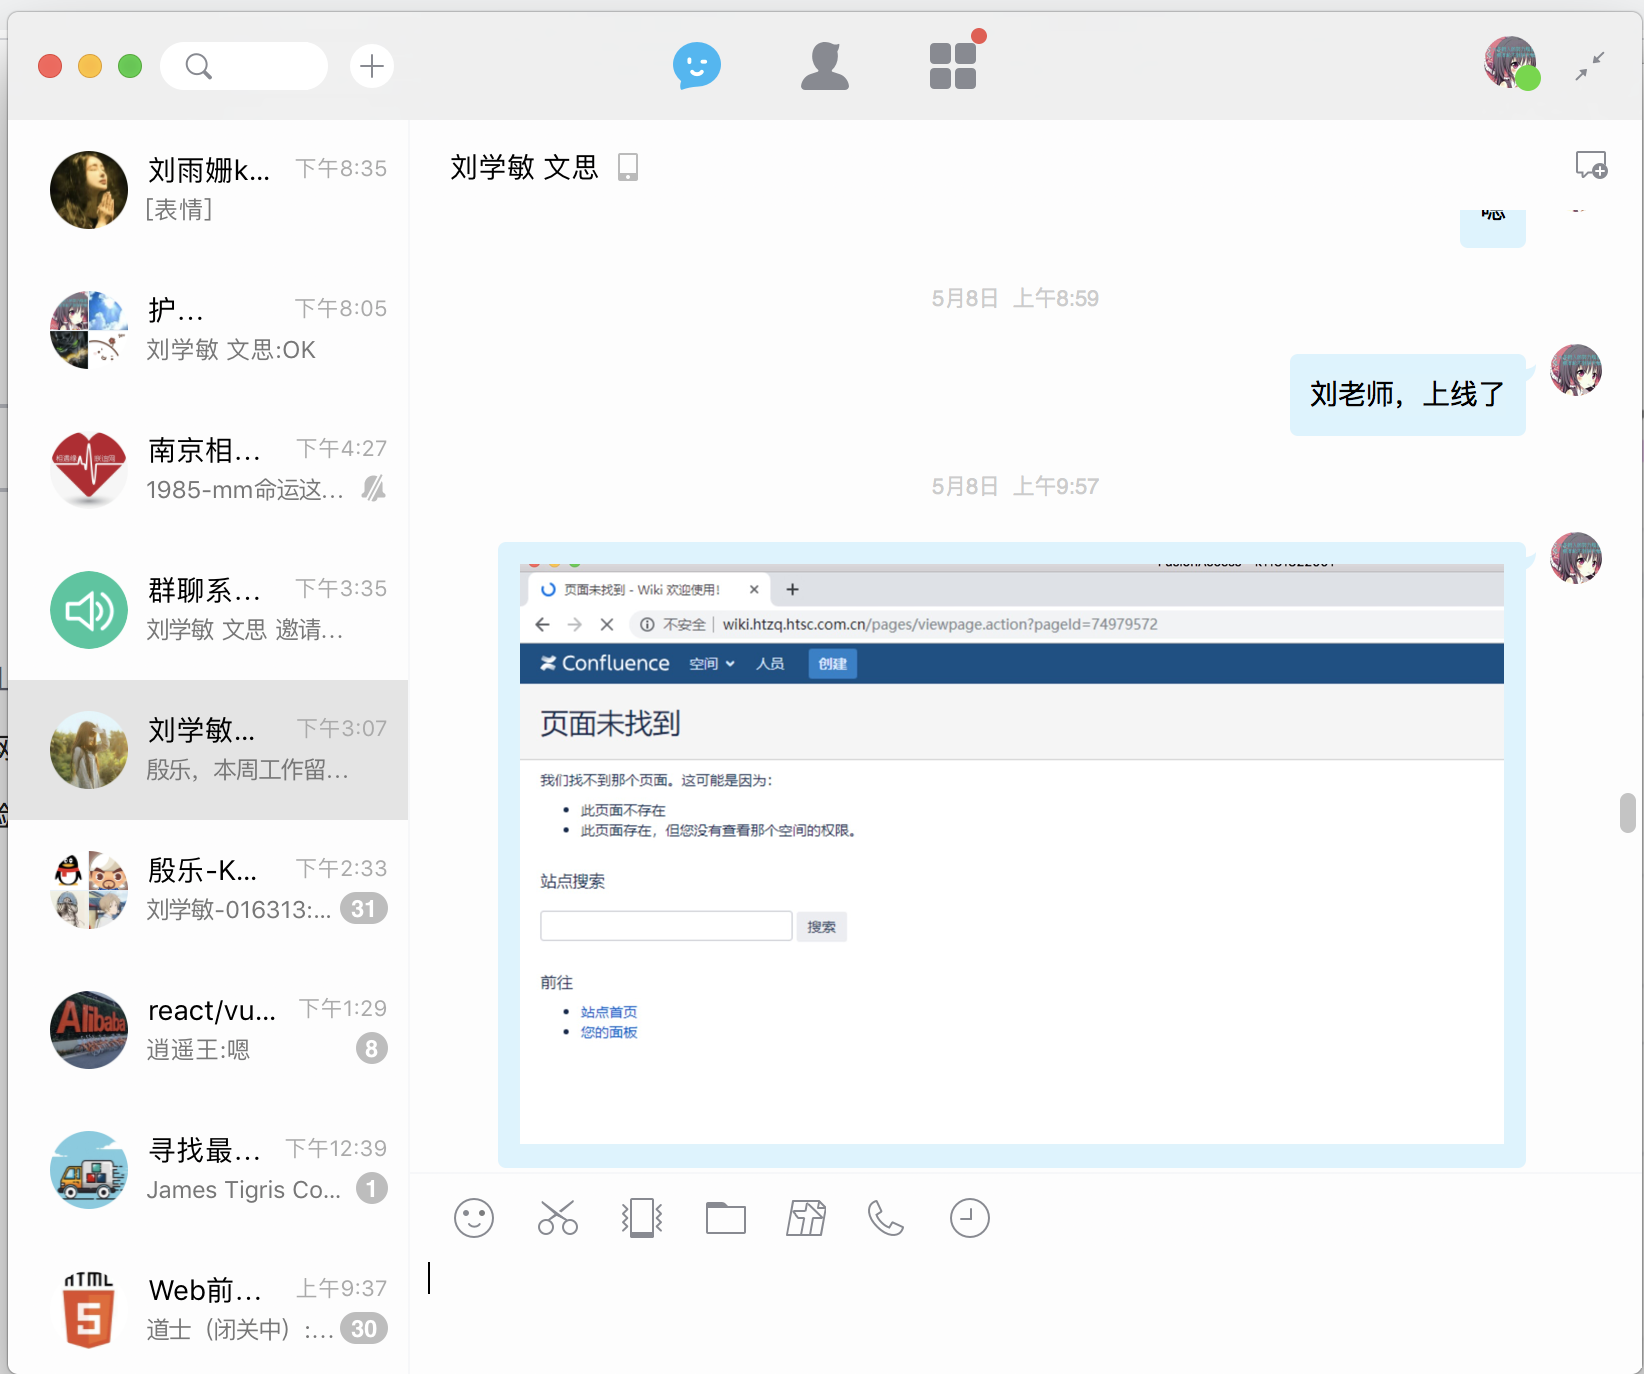 刘雨姗k... 下午8:35
[表情]
护... 下午8:05
刘学敏 文思:OK
南京相... 下午4:27
1985-mm命运这...
群聊系... 下午3:35
刘学敏 文思 邀请...
刘学敏... 下午3:07
殷乐，本周工作留...
殷乐-K... 下午2:33
刘学敏-016313:... 31
react/vu... 下午1:29
逍遥王:嗯 8
寻找最... 下午12:39
James Tigris Co... 1
Web前... 上午9:37
道士（闭关中）:... 30
Alibaba
HTML
5
刘学敏 文思
嗯
5月8日 上午8:59
刘老师，上线了
5月8日 上午9:57
页面未找到 - Wiki 欢迎使用!
不安全 | wiki.htzq.htsc.com.cn/pages/viewpage.action?pageId=74979572
Confluence 空间 人员 创建
页面未找到
我们找不到那个页面。这可能是因为:
• 此页面不存在
• 此页面存在，但您没有查看那个空间的权限。
站点搜索
搜索
前往
• 站点首页
• 您的面板